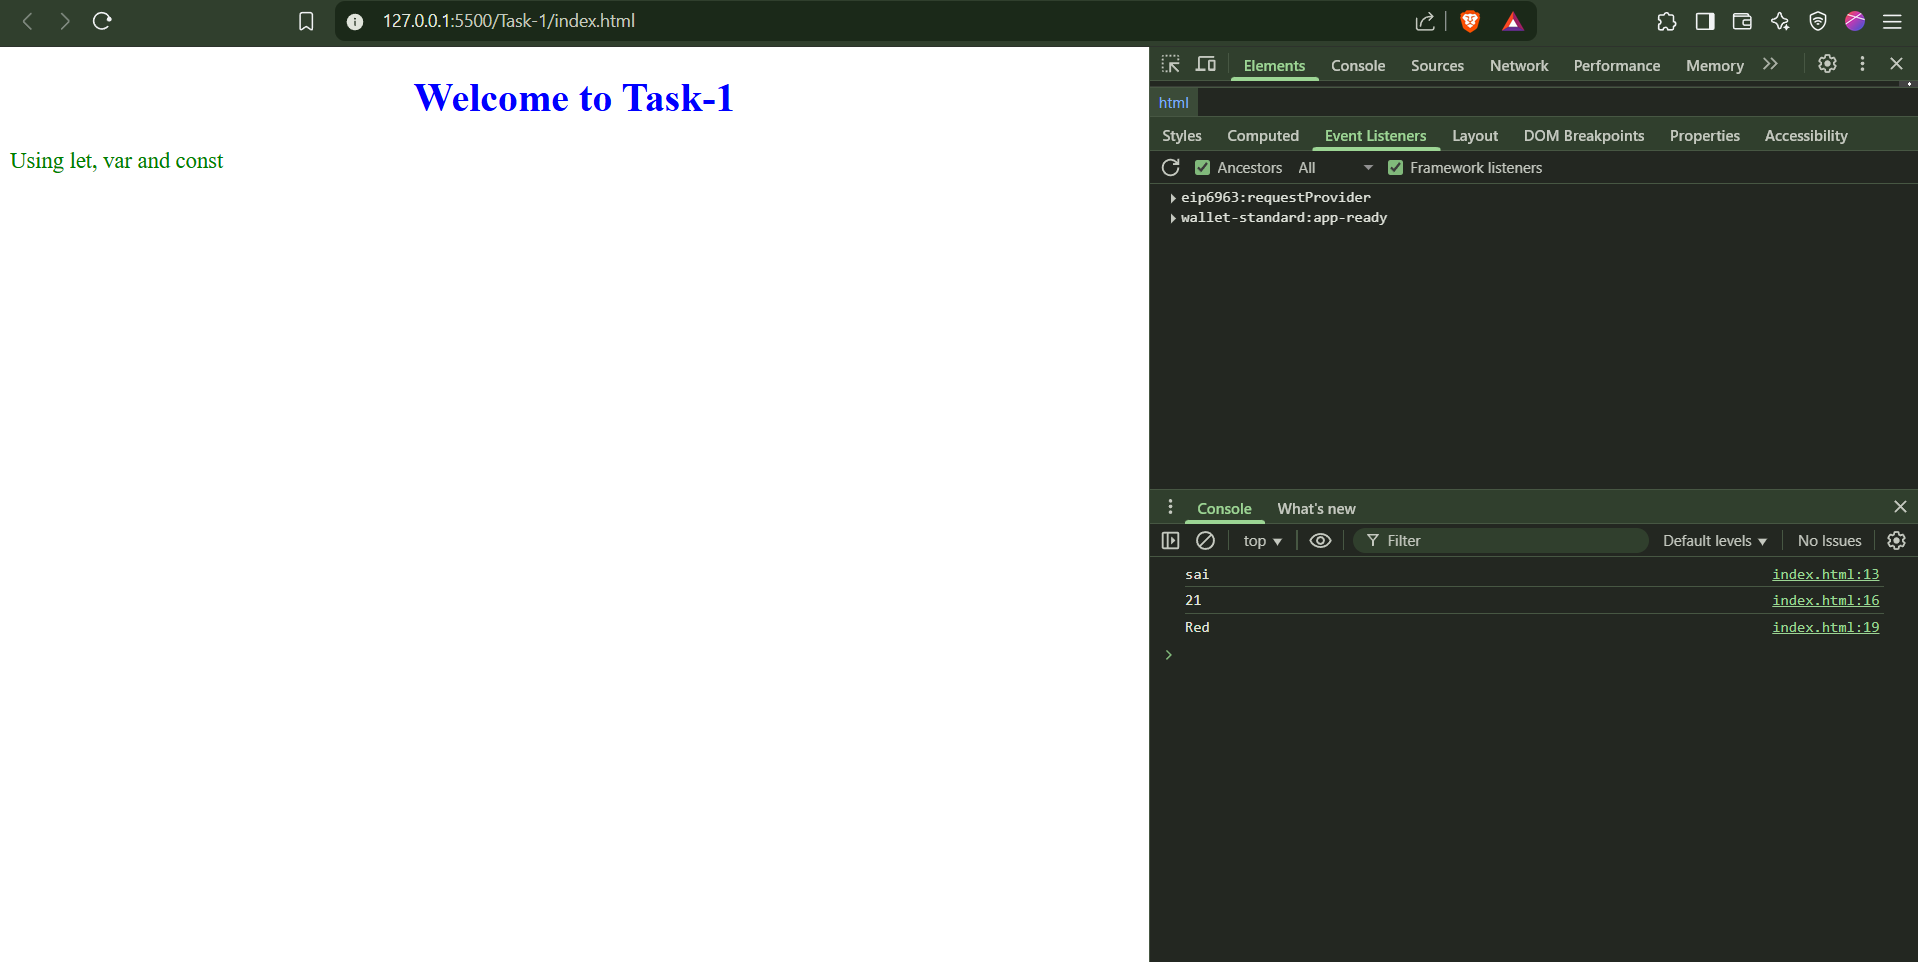 127.0.0.1:5500/Task-1/index.html
Welcome to Task-1
Using let, var and const
Elements Console Sources Network Performance Memory
html
Styles Computed Event Listeners Layout DOM Breakpoints Properties Accessibility
Ancestors All Framework listeners
eip6963:requestProvider
wallet-standard:app-ready
Console What's new
top Filter Default levels No Issues
sai index.html:13
21 index.html:16
Red index.html:19